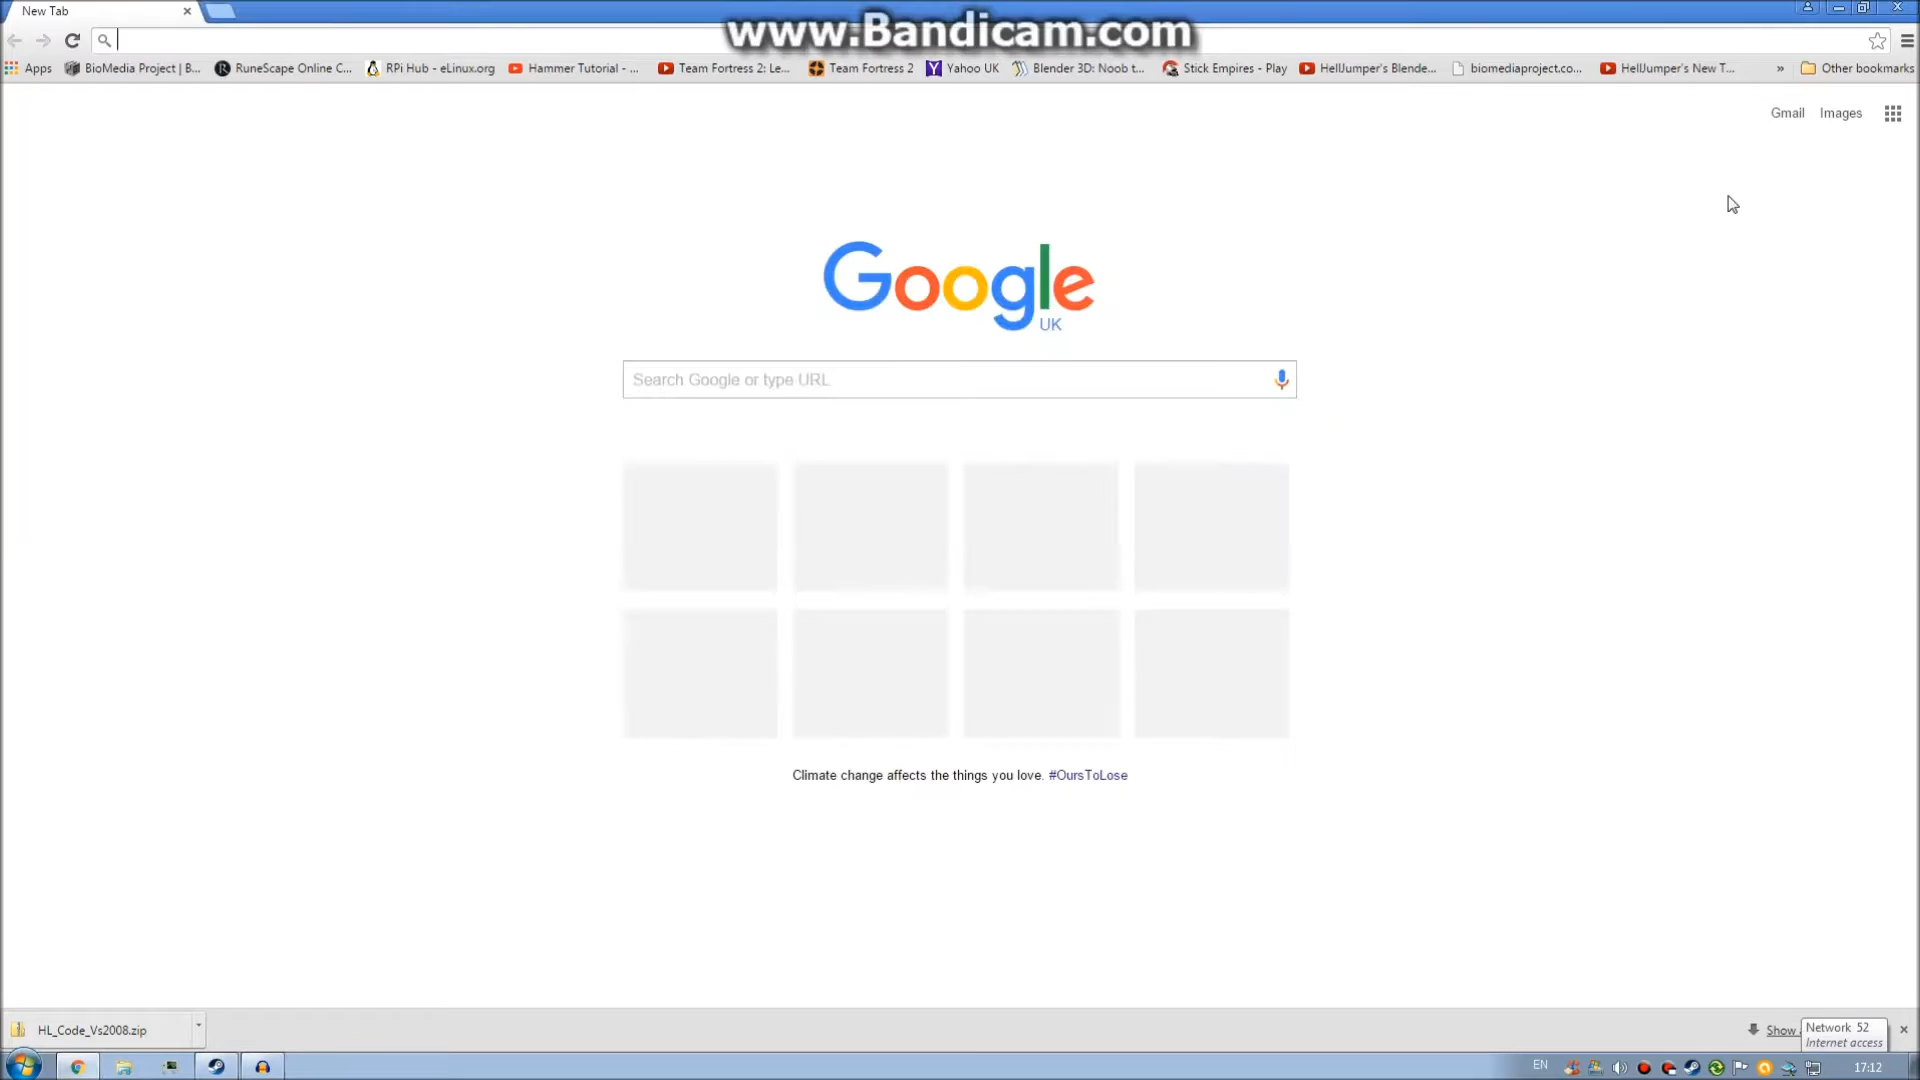 New Tab
www.Bandicam.com
Apps BioMedia Project | B... RuneScape Online C... RPi Hub - eLinux.org Hammer Tutorial - ... Team Fortress 2: Le... Team Fortress 2 Yahoo UK Blender 3D: Noob t... Stick Empires - Play HellJumper's Blende... biomediaproject.co... HellJumper's New T... » Other bookmarks
Gmail Images
Google
UK
Search Google or type URL
Climate change affects the things you love. #OursToLose
HL_Code_Vs2008.zip
Show
Network 52
Internet access
EN
17:12